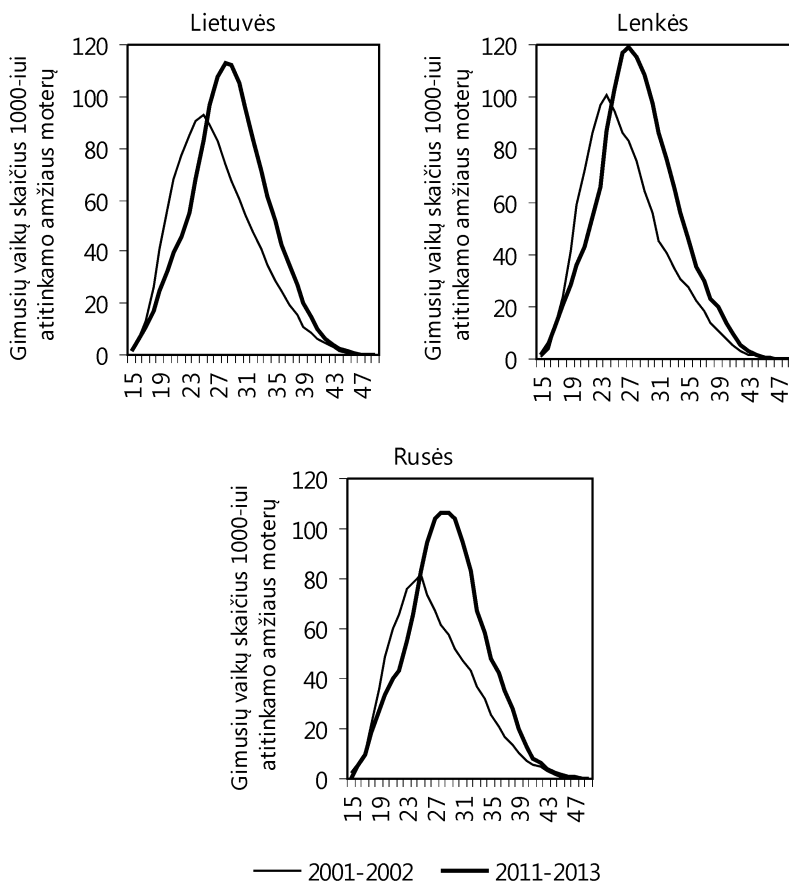 Lietuvės
Gimusių vaikų skaičius 1000-iui
atitinkamo amžiaus moterų
120
100
80
60
40
20
0
15 19 23 27 31 35 39 43 47
Lenkės
Gimusių vaikų skaičius 1000-iui
atitinkamo amžiaus moterų
120
100
80
60
40
20
0
15 19 23 27 31 35 39 43 47
Rusės
Gimusių vaikų skaičius 1000-iui
atitinkamo amžiaus moterų
120
100
80
60
40
20
0
15 19 23 27 31 35 39 43 47
2001-2002 2011-2013